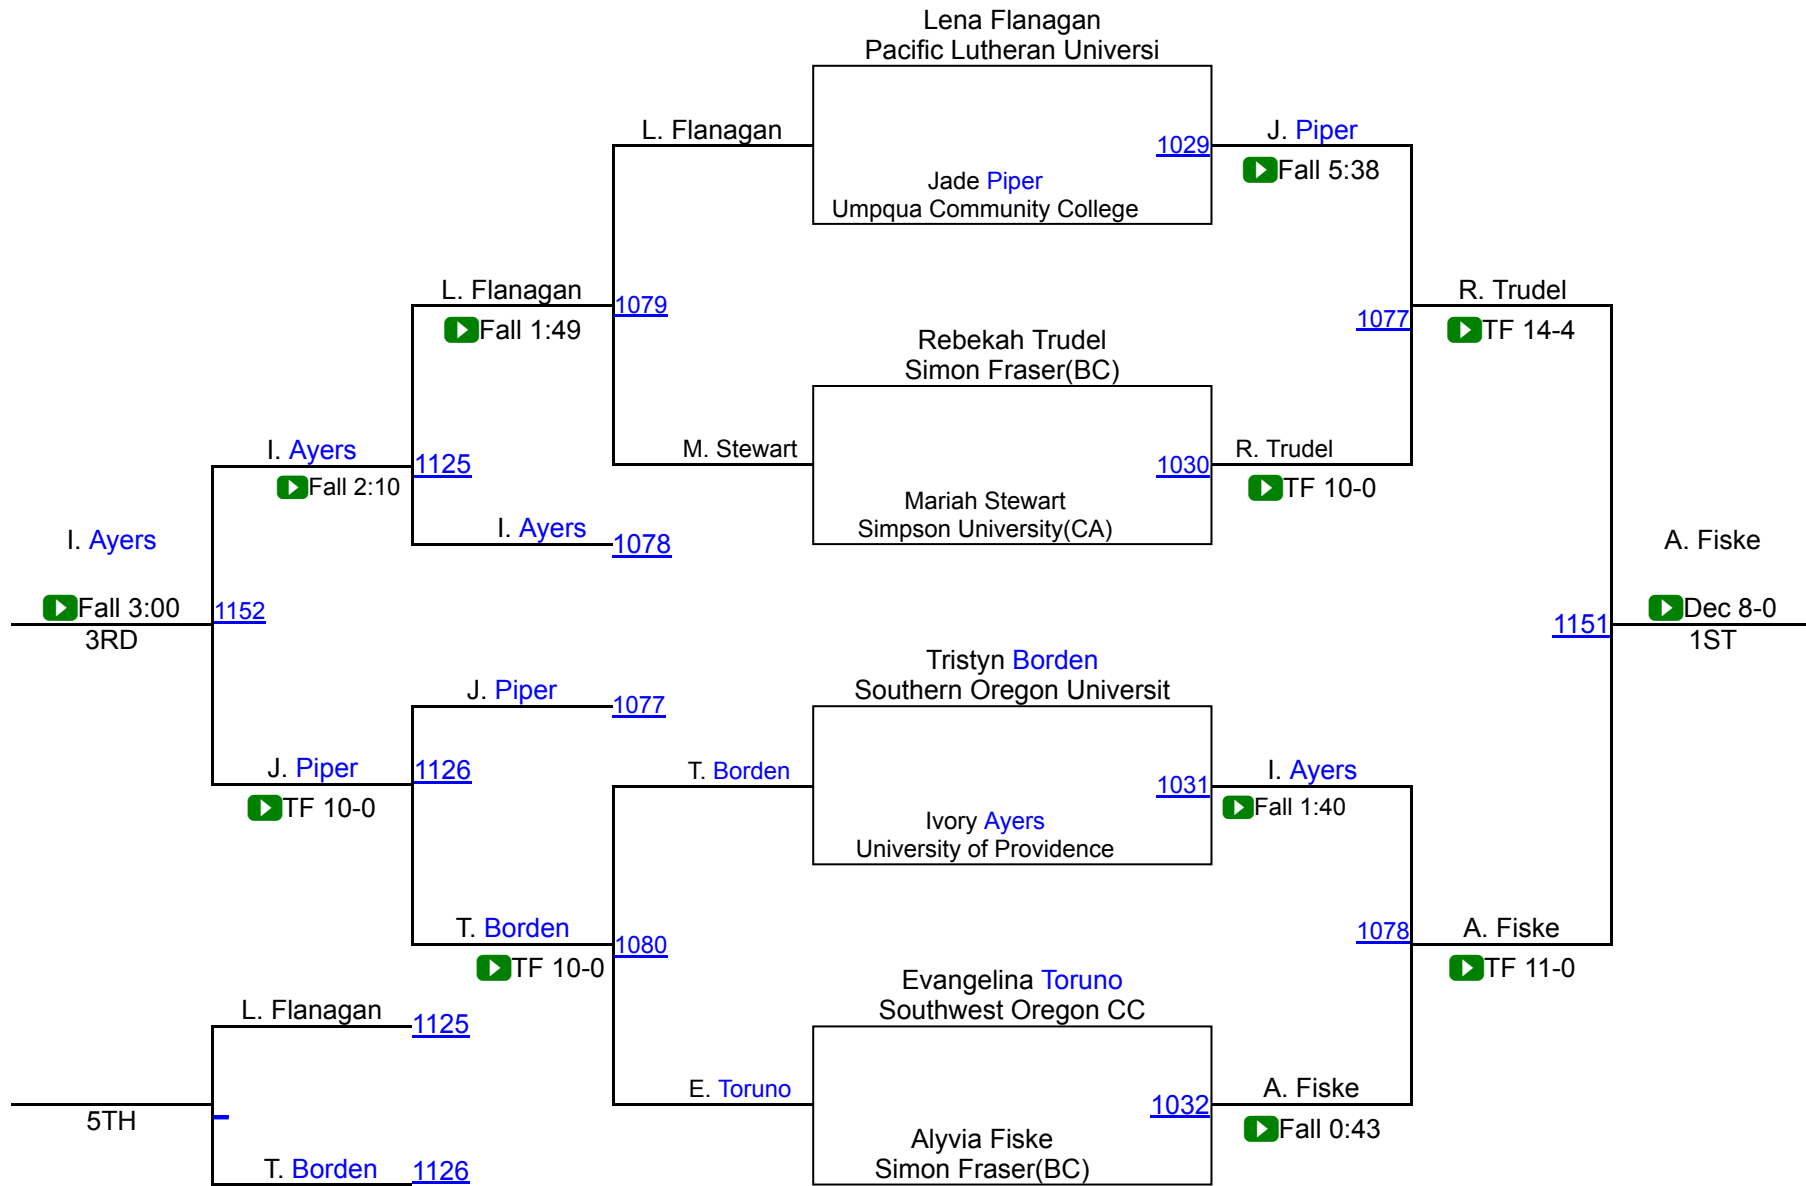 Lena Flanagan
Pacific Lutheran Universi
L. Flanagan
1029
J. Piper
Fall 5:38
Jade Piper
Umpqua Community College
L. Flanagan
1079
Fall 1:49
1077
R. Trudel
TF 14-4
Rebekah Trudel
Simon Fraser(BC)
M. Stewart
1030
R. Trudel
TF 10-0
Mariah Stewart
Simpson University(CA)
I. Ayers
1125
Fall 2:10
I. Ayers
1078
I. Ayers
Fall 3:00
3RD
1152
A. Fiske
1151
Dec 8-0
1ST
Tristyn Borden
Southern Oregon Universit
J. Piper
1077
J. Piper
1126
TF 10-0
T. Borden
1031
I. Ayers
Fall 1:40
Ivory Ayers
University of Providence
T. Borden
1080
TF 10-0
1078
A. Fiske
TF 11-0
Evangelina Toruno
Southwest Oregon CC
L. Flanagan
1125
E. Toruno
1032
A. Fiske
Fall 0:43
Alyvia Fiske
Simon Fraser(BC)
5TH
T. Borden
1126